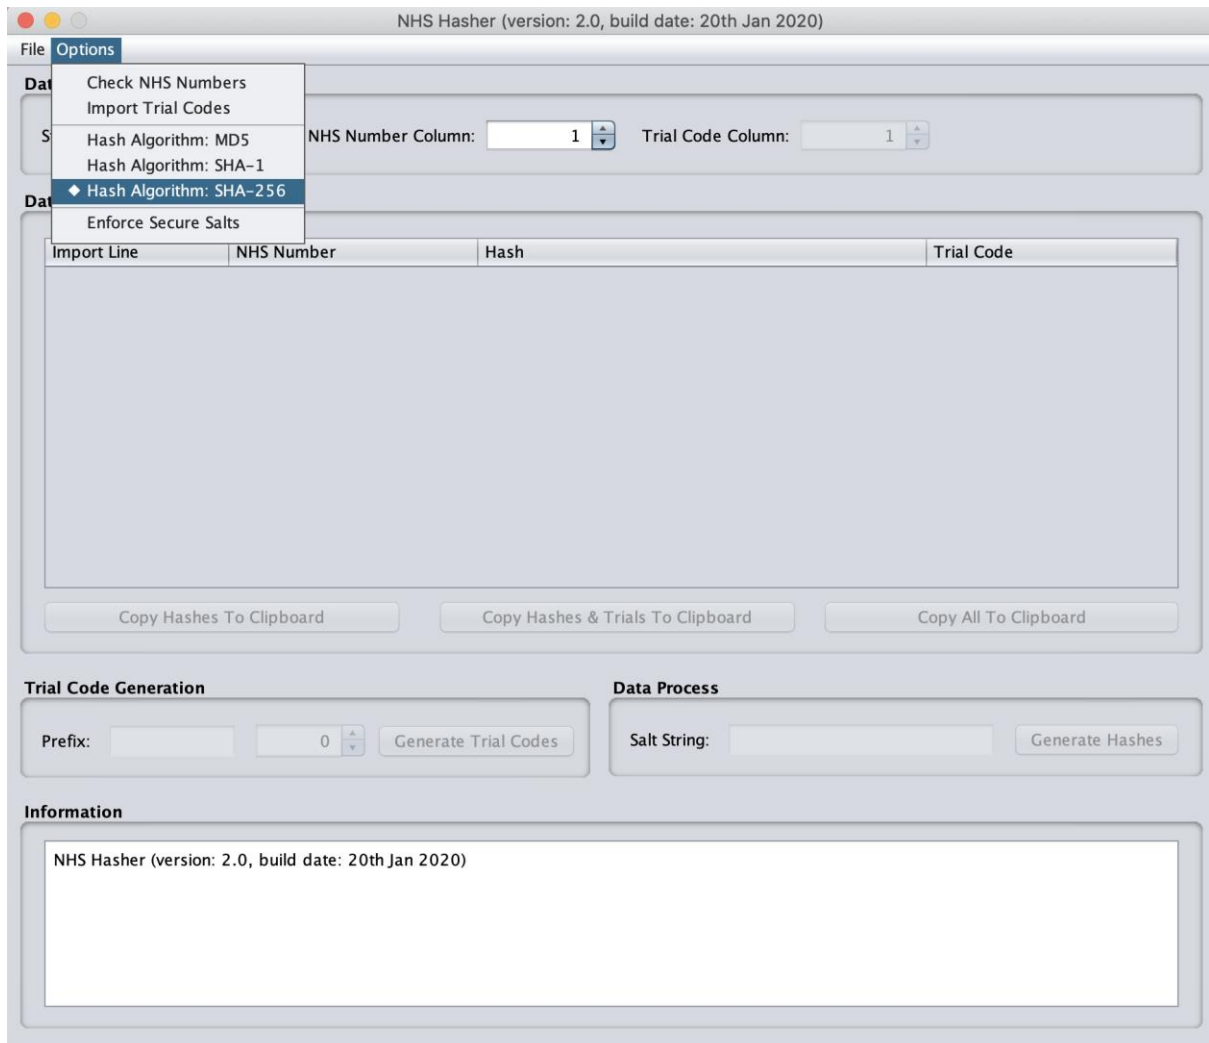 NHS Hasher (version: 2.0, build date: 20th Jan 2020)
File Options
Check NHS Numbers
Import Trial Codes
Hash Algorithm: MD5
Hash Algorithm: SHA-1
◆ Hash Algorithm: SHA-256
Enforce Secure Salts
Dat
S NHS Number Column: 1 Trial Code Column: 1
Dat
Import Line NHS Number Hash Trial Code
Copy Hashes To Clipboard Copy Hashes & Trials To Clipboard Copy All To Clipboard
Trial Code Generation Data Process
Prefix: 0 Generate Trial Codes Salt String: Generate Hashes
Information
NHS Hasher (version: 2.0, build date: 20th Jan 2020)